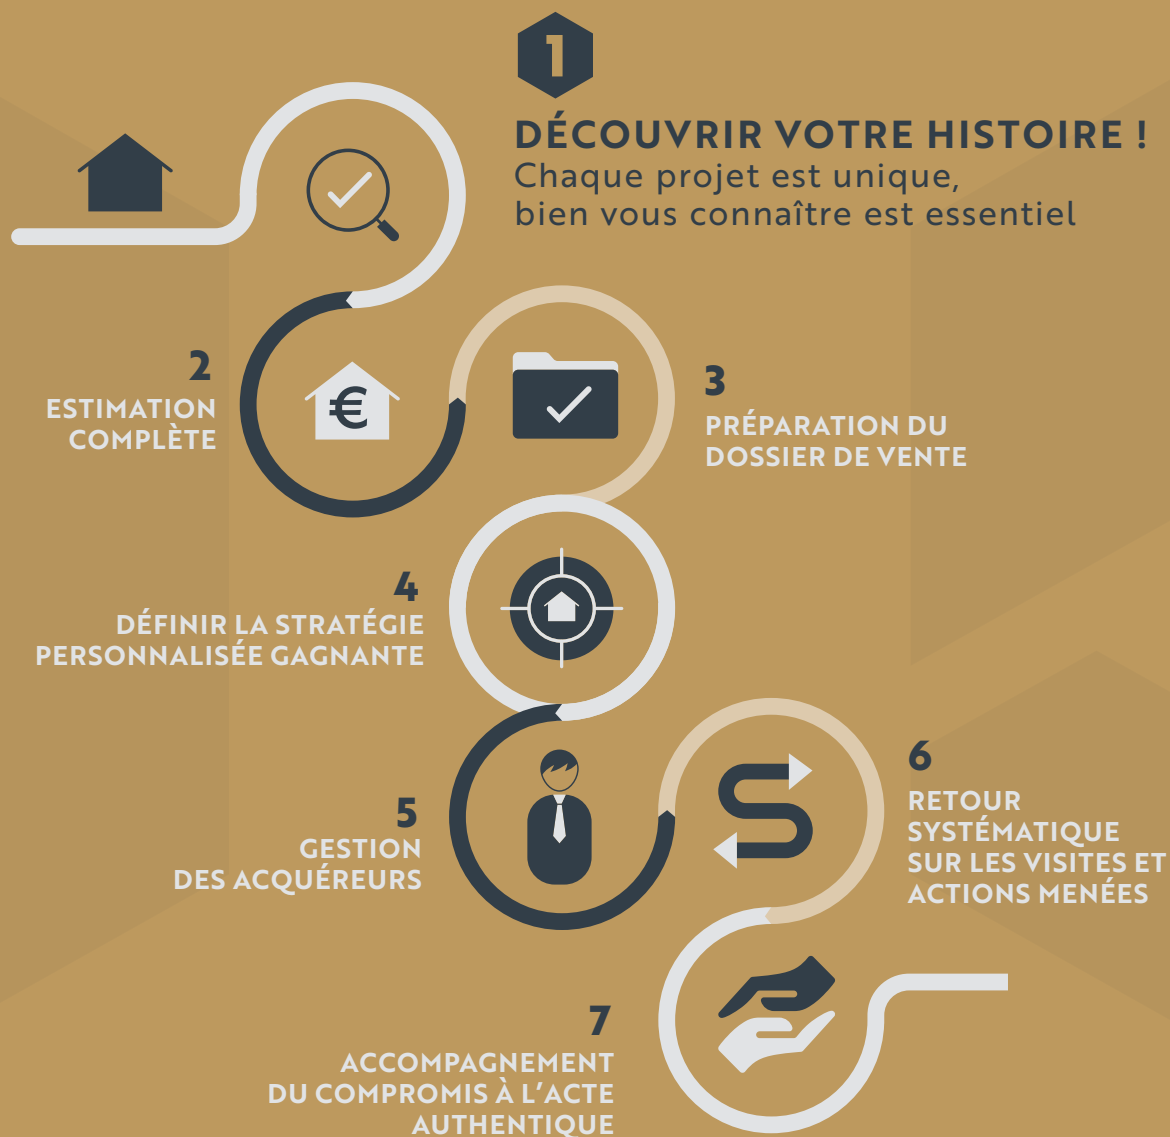 1
DÉCOUVRIR VOTRE HISTOIRE !
Chaque projet est unique,
bien vous connaître est essentiel
2
ESTIMATION
COMPLÈTE
€
3
PRÉPARATION DU
DOSSIER DE VENTE
4
DÉFINIR LA STRATÉGIE
PERSONNALISÉE GAGNANTE
5
GESTION
DES ACQUÉREURS
6
RETOUR
SYSTÉMATIQUE
SUR LES VISITES ET
ACTIONS MENÉES
7
ACCOMPAGNEMENT
DU COMPROMIS À L’ACTE
AUTHENTIQUE